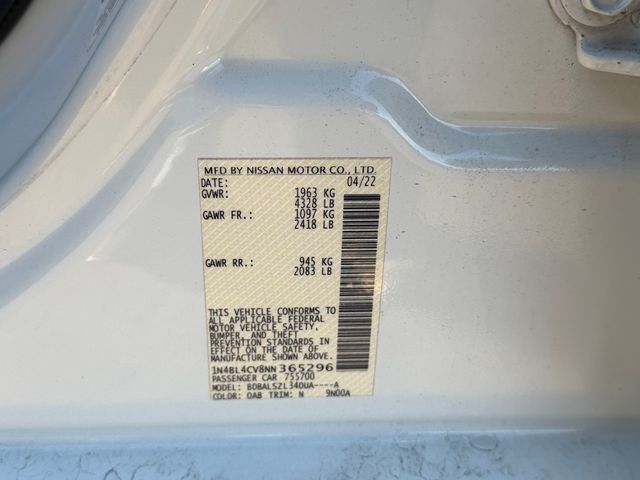 MFD BY NISSAN MOTOR CO., LTD.
DATE: 04/22
GVWR: 1963 KG
4328 LB
GAWR FR.: 1097 KG
2418 LB
GAWR RR.: 945 KG
2083 LB
THIS VEHICLE CONFORMS TO
ALL APPLICABLE FEDERAL
MOTOR VEHICLE SAFETY,
BUMPER, AND THEFT
PREVENTION STANDARDS IN
EFFECT ON THE DATE OF
MANUFACTURE SHOWN ABOVE.
1N4BL4CV8NN 365296
PASSENGER CAR 755700
MODEL: BDBALSZL340UA----A
COLOR: QAB TRIM: N 9N00A